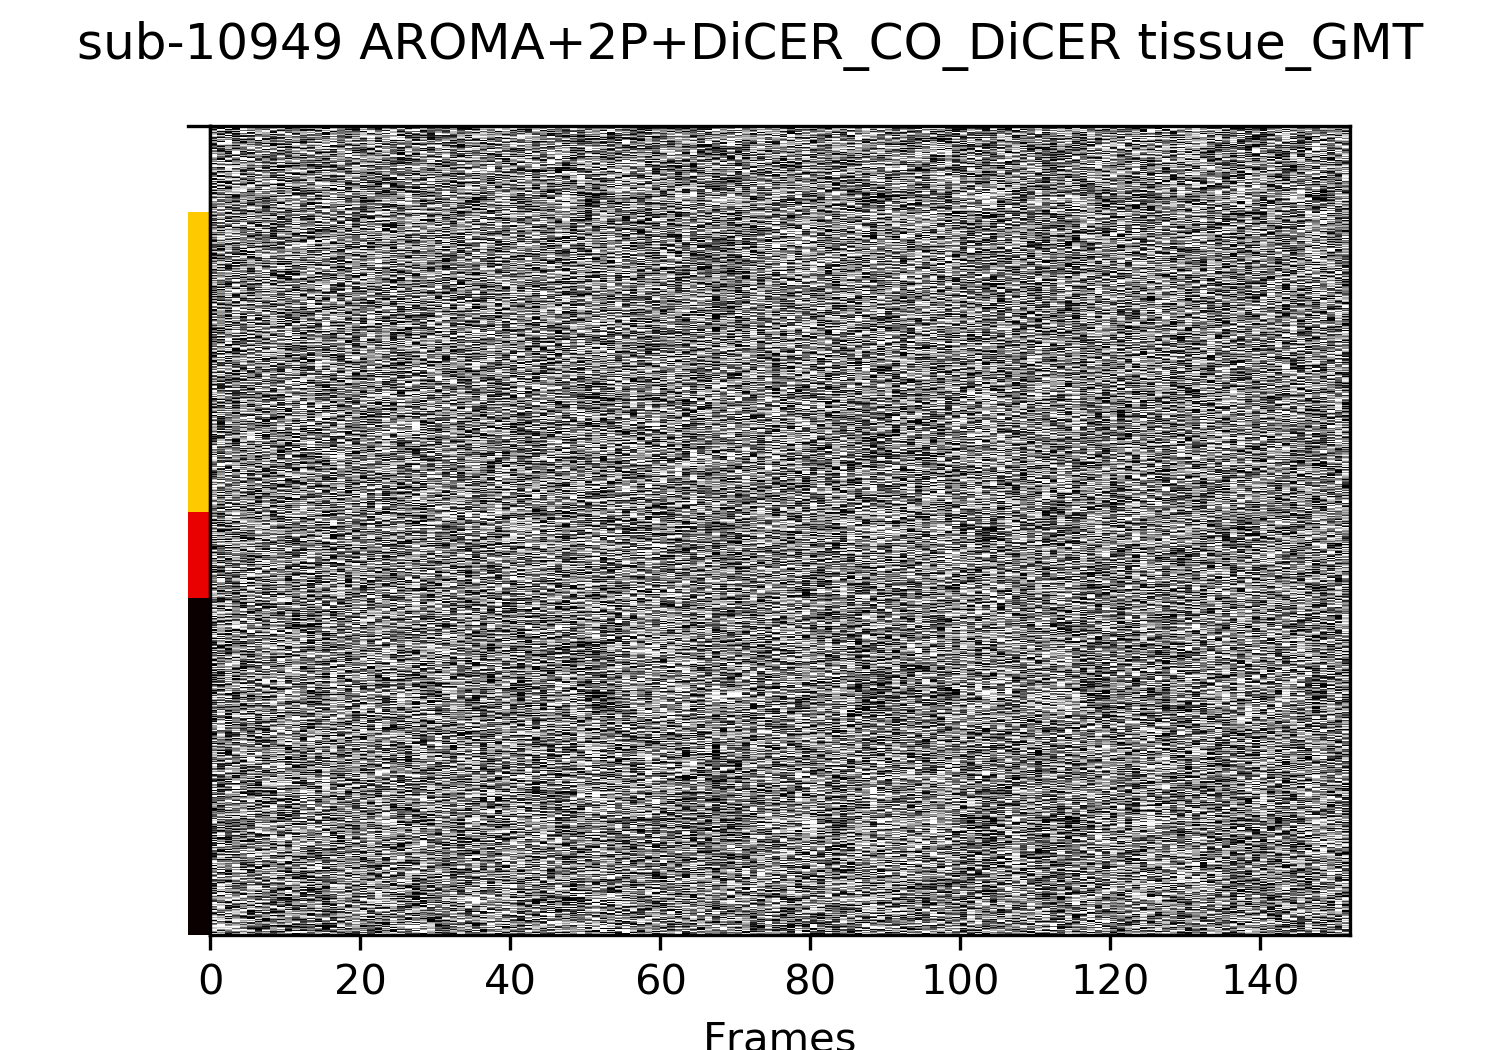 sub-10949 AROMA+2P+DiCER_CO_DiCER tissue_GMT
0 20 40 60 80 100 120 140
Frames